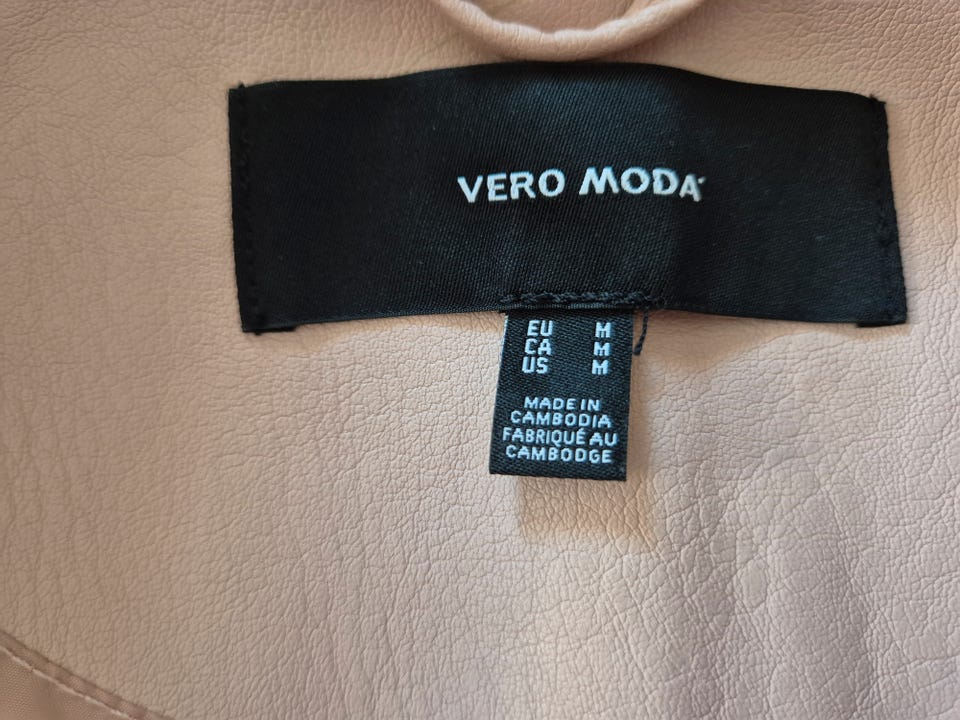 VERO MODA
EU M
CA M
US M
MADE IN
CAMBODIA
FABRIQUÉ AU
CAMBODGE